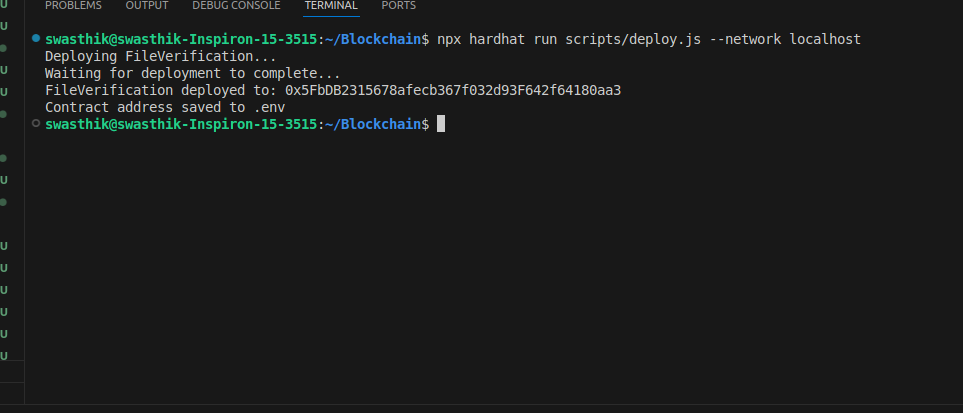 PROBLEMS OUTPUT DEBUG CONSOLE TERMINAL PORTS
swasthik@swasthik-Inspiron-15-3515:~/Blockchain$ npx hardhat run scripts/deploy.js --network localhost
Deploying FileVerification...
Waiting for deployment to complete...
FileVerification deployed to: 0x5FbDB2315678afecb367f032d93F642f64180aa3
Contract address saved to .env
swasthik@swasthik-Inspiron-15-3515:~/Blockchain$
U
U
U
U
U
U
U
U
U
U
U